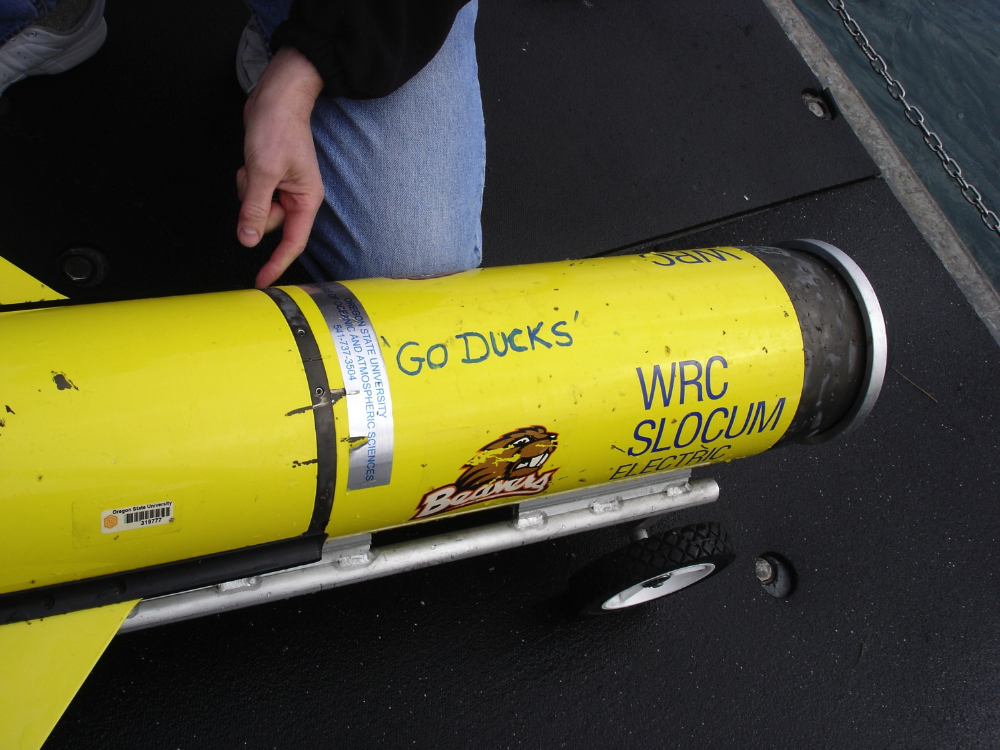 WRC
OREGON STATE UNIVERSITY
OF OCEANIC AND ATMOSPHERIC SCIENCES
541-737-3504
'GO DUCKS'
WRC
SLOCUM
ELECTRIC
Beavers
Oregon State University
319777